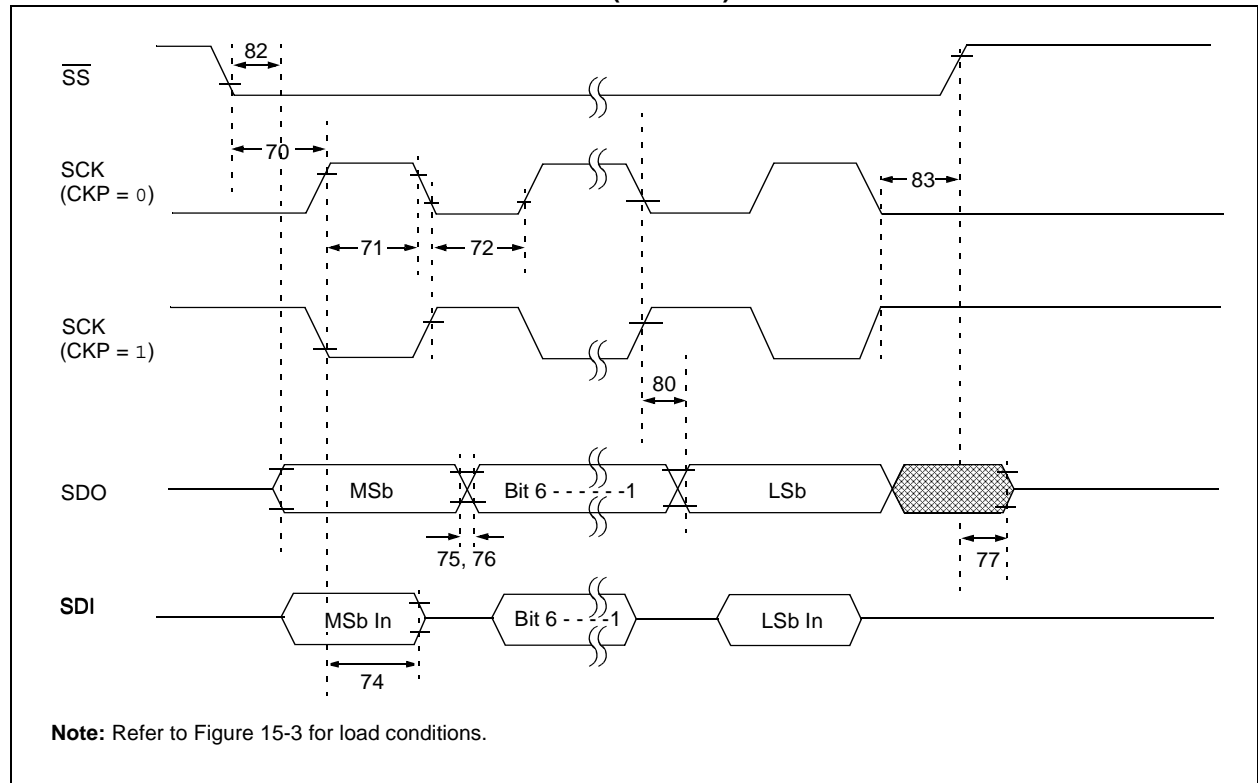 82
SS
70
SCK
(CKP = 0)
83
71
72
SCK
(CKP = 1)
80
SDO
MSb
Bit 6 - - - - - -1
LSb
75, 76
77
SDI
MSb In
Bit 6 - - - - -1
LSb In
74
Note: Refer to Figure 15-3 for load conditions.